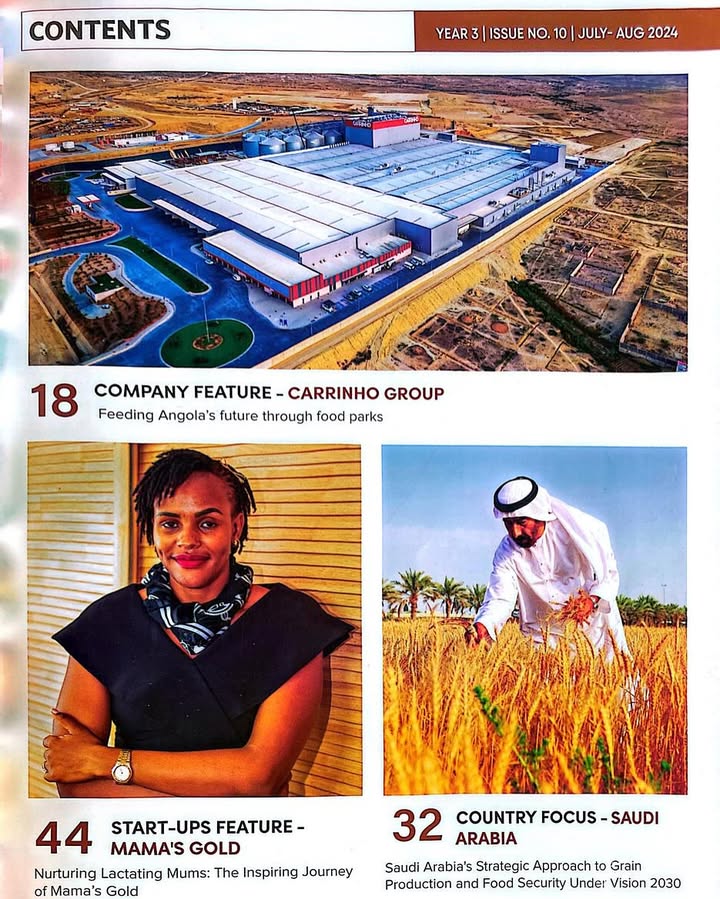 CONTENTS
YEAR 3 | ISSUE NO. 10 | JULY- AUG 2024
CARRINHO
18
COMPANY FEATURE - CARRINHO GROUP
Feeding Angola's future through food parks
44
START-UPS FEATURE -
MAMA'S GOLD
Nurturing Lactating Mums: The Inspiring Journey
of Mama's Gold
32
COUNTRY FOCUS - SAUDI
ARABIA
Saudi Arabia's Strategic Approach to Grain
Production and Food Security Under Vision 2030